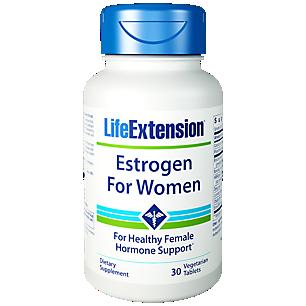 LifeExtension®
Estrogen
For Women
For Healthy Female
Hormone Support*
Dietary
Supplement
30 Vegetarian
Tablets